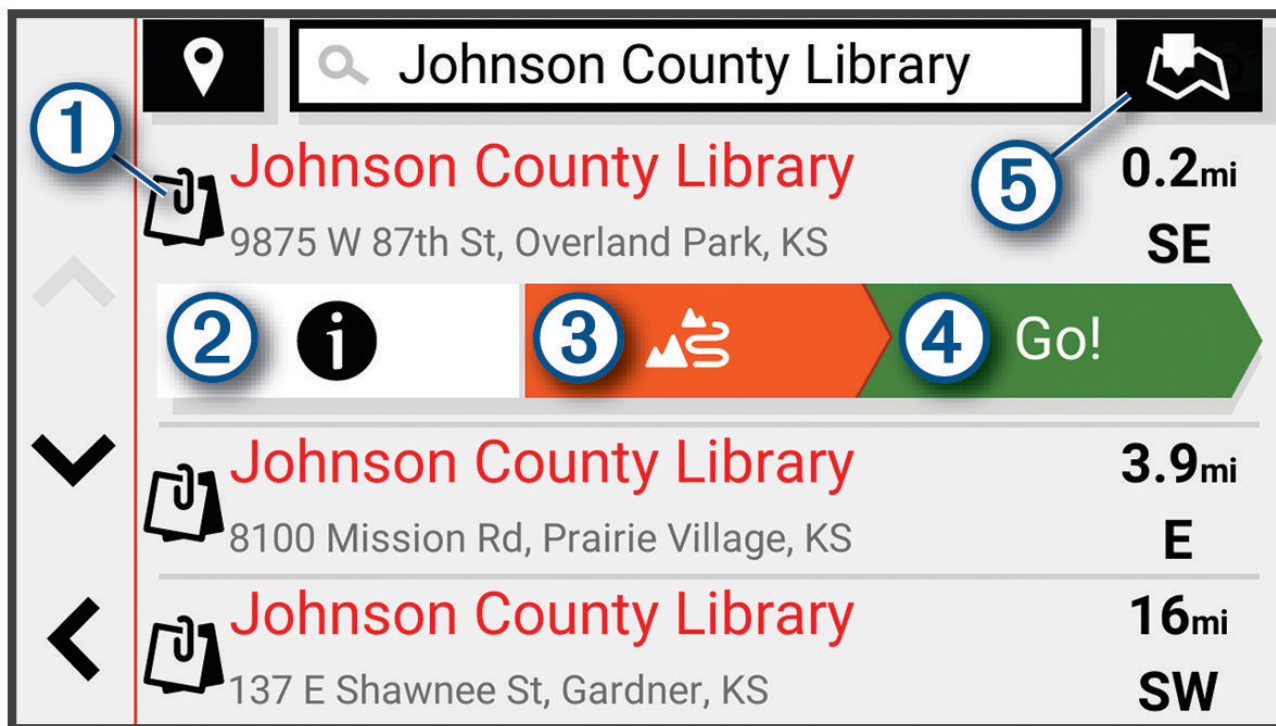 Johnson County Library
1
Johnson County Library
5
0.2mi
9875 W 87th St, Overland Park, KS
SE
2
i
3
4
Go!
Johnson County Library
3.9mi
8100 Mission Rd, Prairie Village, KS
E
Johnson County Library
16mi
137 E Shawnee St, Gardner, KS
SW